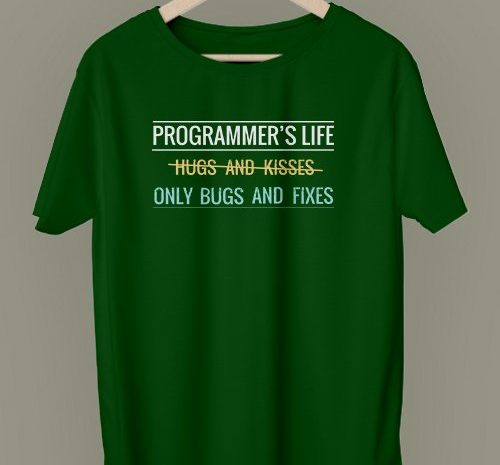 PROGRAMMER'S LIFE
HUGS AND KISSES
ONLY BUGS AND FIXES